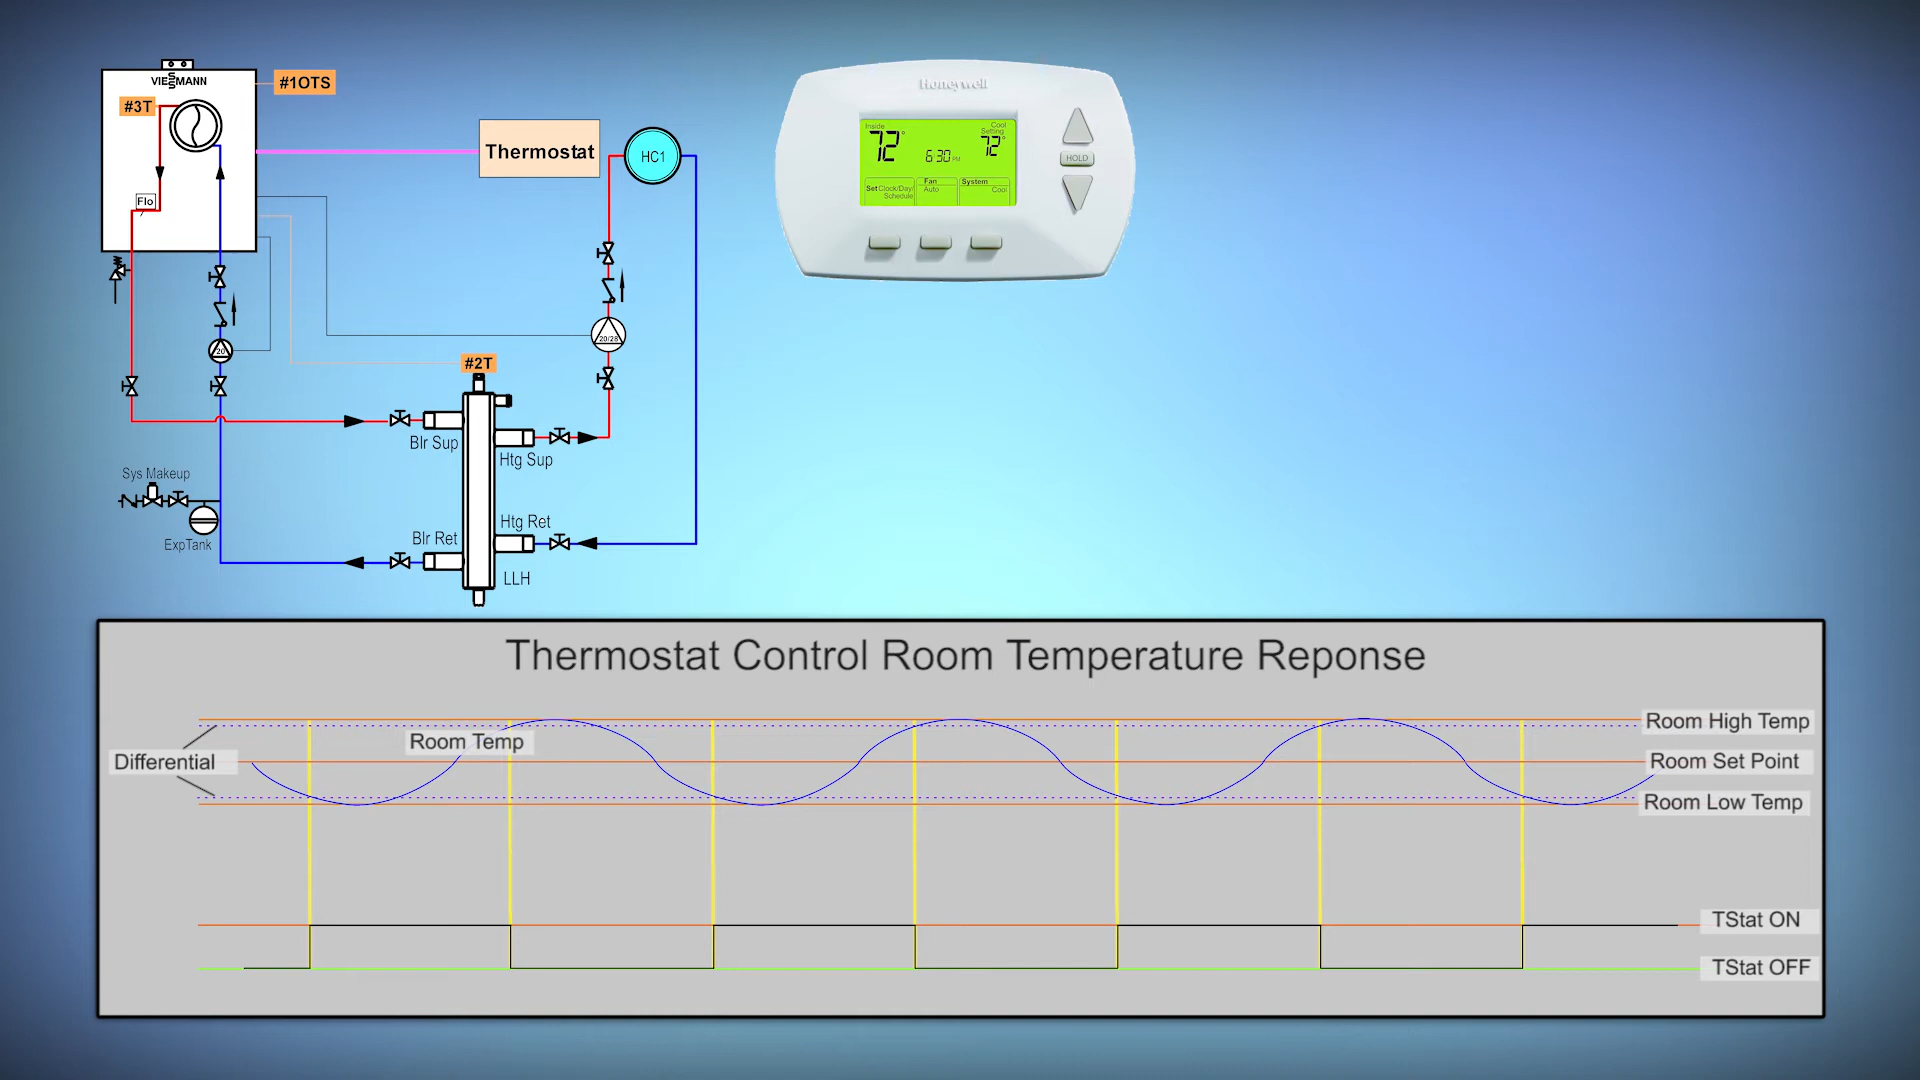 VIESSMANN
#1OTS
#3T
Flo
Thermostat
HC1
20/28
20
#2T
Blr Sup
Htg Sup
Sys Makeup
ExpTank
Htg Ret
Blr Ret
LLH
Honeywell
Inside
72°
Cool
Setting
72°
6:30 PM
Set Clock/Day/
Schedule
Fan
Auto
System
Cool
HOLD
Thermostat Control Room Temperature Reponse
Room High Temp
Room Temp
Differential
Room Set Point
Room Low Temp
TStat ON
TStat OFF